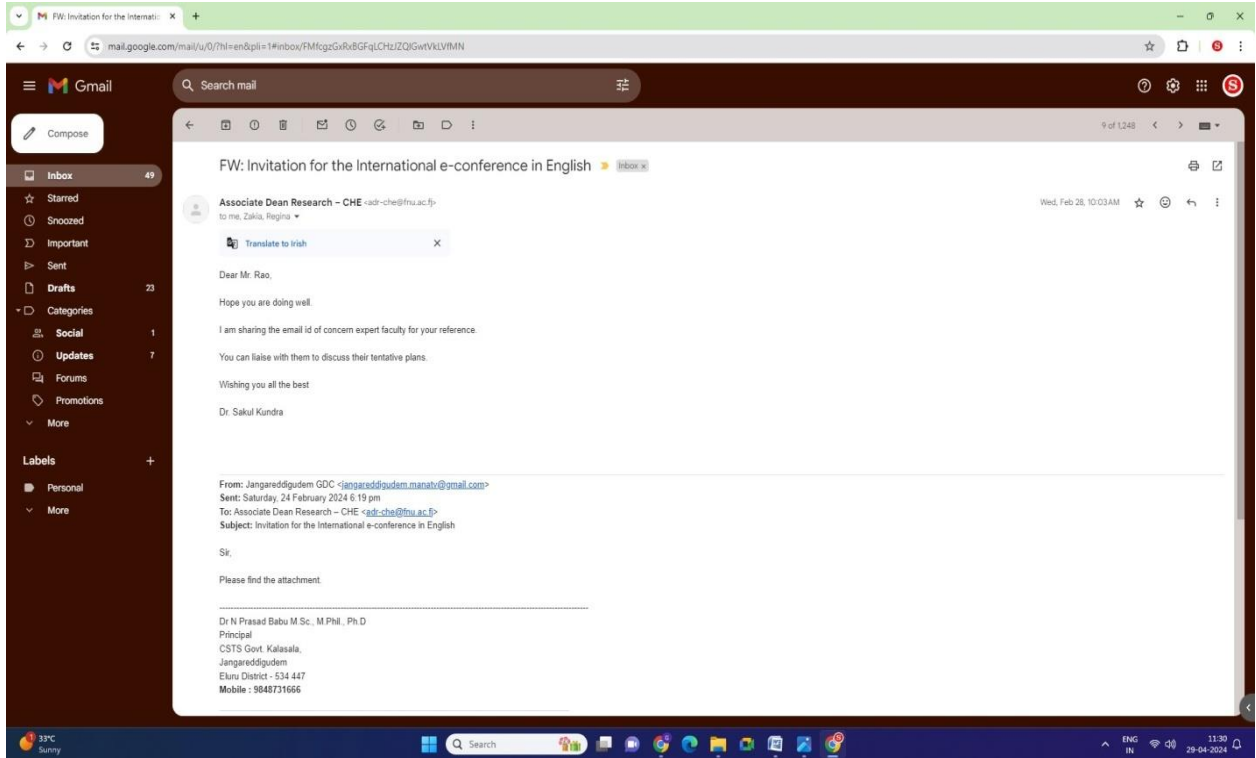 FW: Invitation for the Internatio
mail.google.com/mail/u/0/?hl=en&pli=1#inbox/FMfcgzGxRxBGFqLCHzJZQJGwtVkLVfMN
Gmail
Search mail
S
Compose
9 of 1,248
Inbox 49
Starred
Snoozed
Important
Sent
Drafts 23
Categories
Social 1
Updates 7
Forums
Promotions
More
Labels
Personal
More
FW: Invitation for the International e-conference in English Inbox x
Associate Dean Research – CHE <adr-che@fnu.ac.fj>
Wed, Feb 28, 10:03 AM
to me, Zakia, Regina
Translate to Irish
Dear Mr. Rao,
Hope you are doing well.
I am sharing the email id of concern expert faculty for your reference.
You can liaise with them to discuss their tentative plans.
Wishing you all the best
Dr. Sakul Kundra
From: Jangareddigudem GDC <jangareddigudem.manatv@gmail.com>
Sent: Saturday, 24 February 2024 6:19 pm
To: Associate Dean Research – CHE <adr-che@fnu.ac.fj>
Subject: Invitation for the International e-conference in English
Sir,
Please find the attachment.
Dr N Prasad Babu M.Sc., M.Phil., Ph.D
Principal
CSTS Govt. Kalasala,
Jangareddigudem
Eluru District - 534 447
Mobile : 9848731666
1
33°C
Sunny
Search
ENG
IN
11:30
29-04-2024